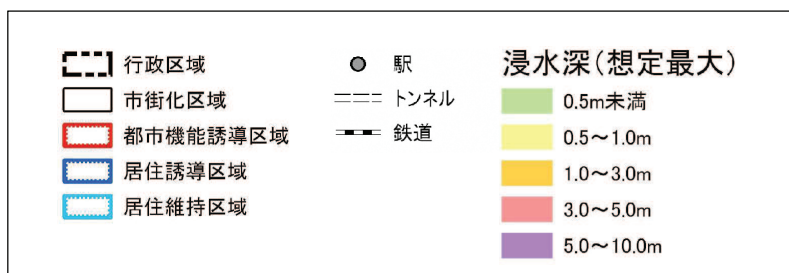 行政区域
市街化区域
都市機能誘導区域
居住誘導区域
居住維持区域
駅
トンネル
鉄道
浸水深(想定最大)
0.5m未満
0.5～1.0m
1.0～3.0m
3.0～5.0m
5.0～10.0m